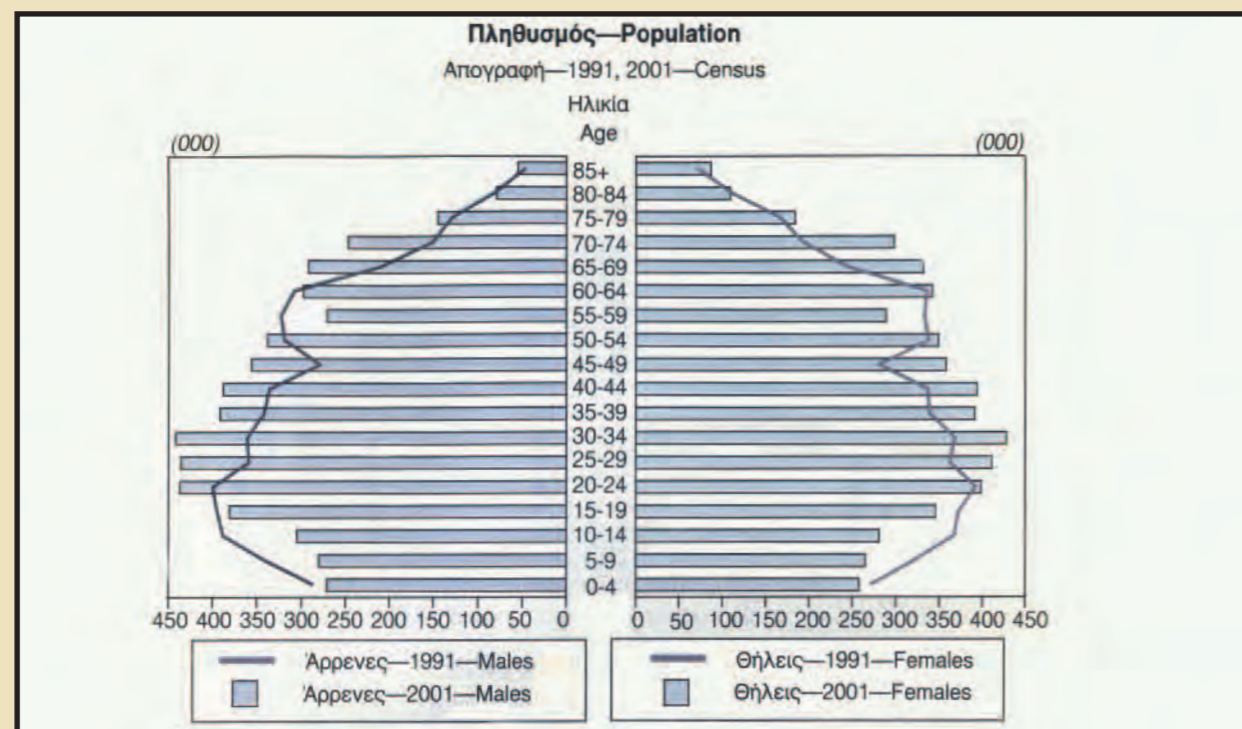 Πληθυσμός—Population
Απογραφή—1991, 2001—Census
Ηλικία
Age
(000) (000)
85+
80-84
75-79
70-74
65-69
60-64
55-59
50-54
45-49
40-44
35-39
30-34
25-29
20-24
15-19
10-14
5-9
0-4
450 400 350 300 250 200 150 100 50 0 0 50 100 150 200 250 300 350 400 450
Άρρενες—1991—Males
Άρρενες—2001—Males
Θήλεις—1991—Females
Θήλεις—2001—Females